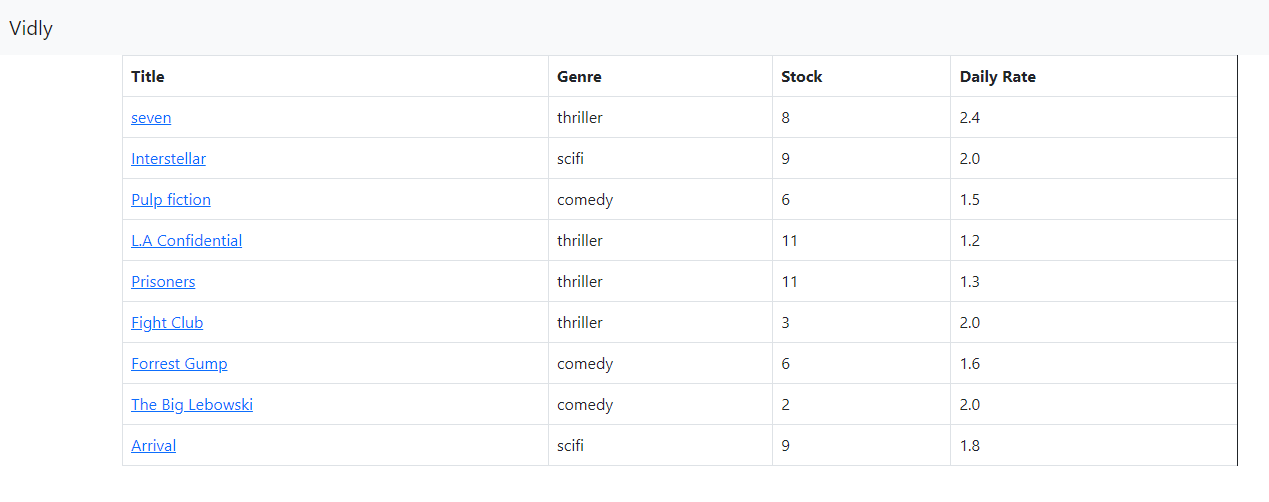 Vidly
Title Genre Stock Daily Rate
seven thriller 8 2.4
Interstellar scifi 9 2.0
Pulp fiction comedy 6 1.5
L.A Confidential thriller 11 1.2
Prisoners thriller 11 1.3
Fight Club thriller 3 2.0
Forrest Gump comedy 6 1.6
The Big Lebowski comedy 2 2.0
Arrival scifi 9 1.8